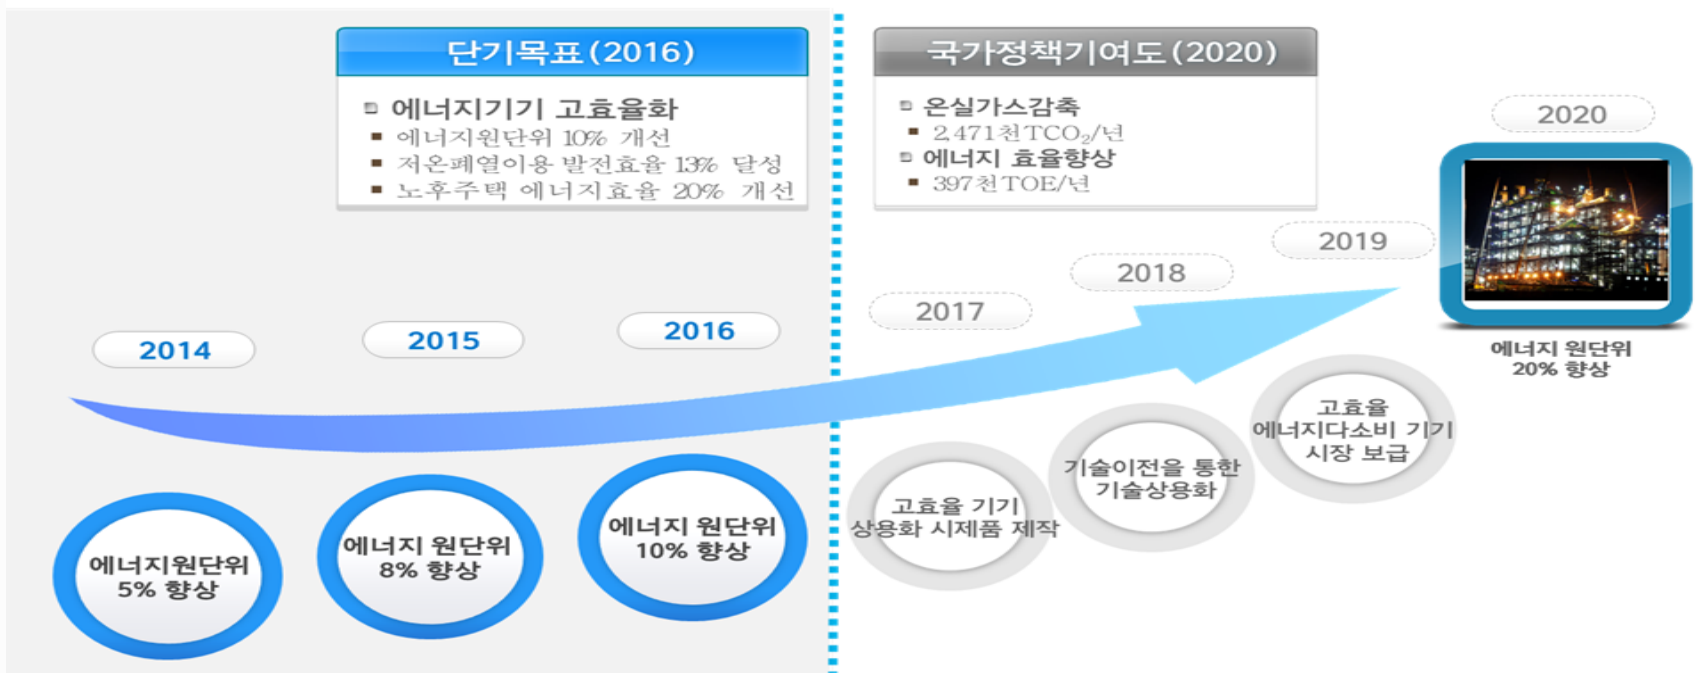 단기목표(2016)
에너지기기 고효율화
에너지원단위 10% 개선
저온폐열이용 발전효율 13% 달성
노후주택 에너지효율 20% 개선
국가정책기여도(2020)
온실가스감축
2,471천TCO₂/년
에너지 효율향상
397천TOE/년
2014
2015
2016
2017
2018
2019
2020
에너지원단위
5% 향상
에너지 원단위
8% 향상
에너지 원단위
10% 향상
고효율 기기
상용화 시제품 제작
기술이전을 통한
기술상용화
고효율
에너지다소비 기기
시장 보급
에너지 원단위
20% 향상